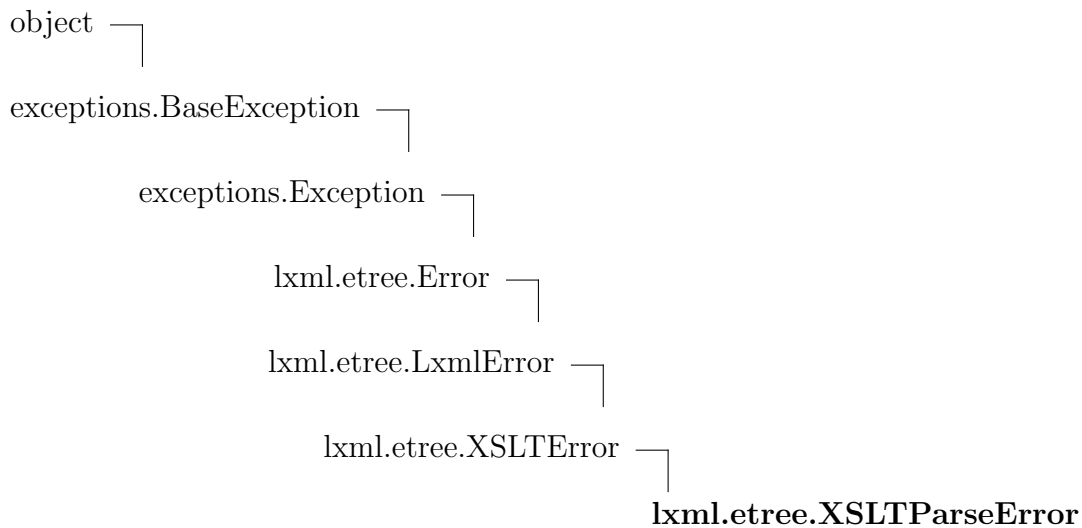 object
exceptions.BaseException
exceptions.Exception
lxml.etree.Error
lxml.etree.LxmlError
lxml.etree.XSLTError
lxml.etree.XSLTParseError